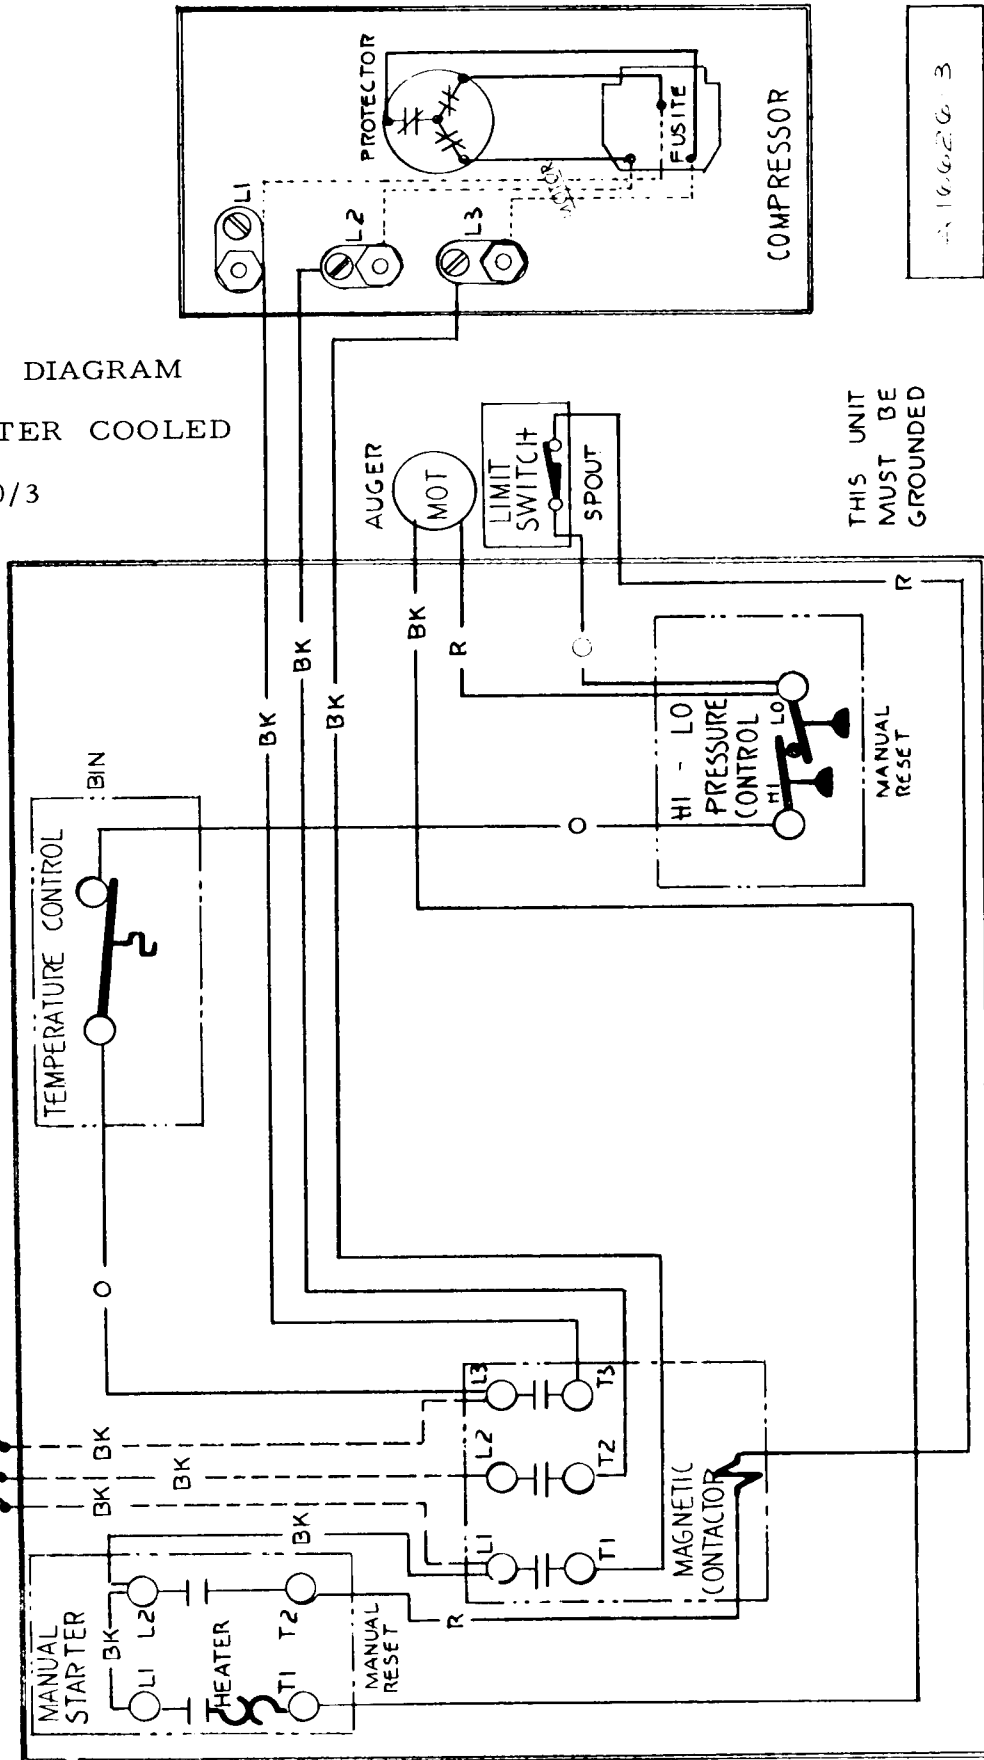 DIAGRAM
TER COOLED
0/3
PROTECTOR
L1
L2
L3
FUSITE
COMPRESSOR
AUGER
MOT
LIMIT
SWITCH
SPOUT
THIS UNIT
MUST BE
GROUNDED
BK
BK
BK
BK
R
O
R
BIN
TEMPERATURE CONTROL
O
HI - LO
PRESSURE
CONTROL
HI
LO
MANUAL
RESET
O
BK
BK
BK
L3
L2
L1
T3
T2
T1
MAGNETIC
CONTACTOR
MANUAL
STARTER
BK
L1
L2
HEATER
T1
T2
MANUAL
RESET
BK
R